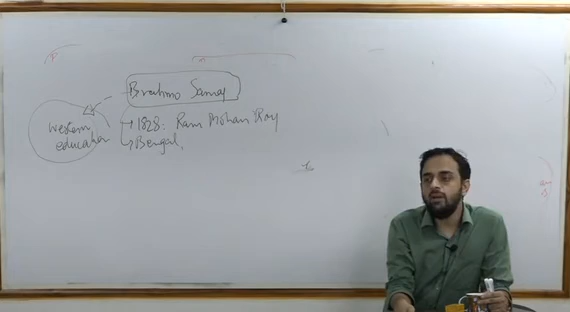 Brahmo Samaj
Western education
1828: Ram Mohan Roy
Bengal,